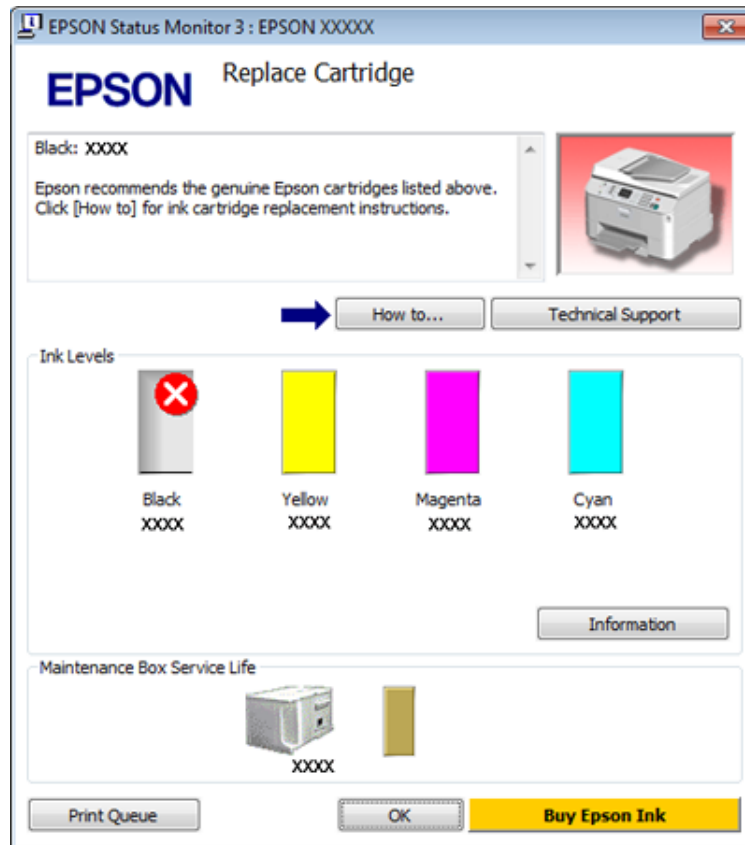 EPSON Status Monitor 3 : EPSON XXXXX
EPSON
Replace Cartridge
Black: XXXX
Epson recommends the genuine Epson cartridges listed above.
Click [How to] for ink cartridge replacement instructions.
How to...
Technical Support
Ink Levels
Black
Yellow
Magenta
Cyan
XXXX
XXXX
XXXX
XXXX
Information
Maintenance Box Service Life
XXXX
Print Queue
OK
Buy Epson Ink